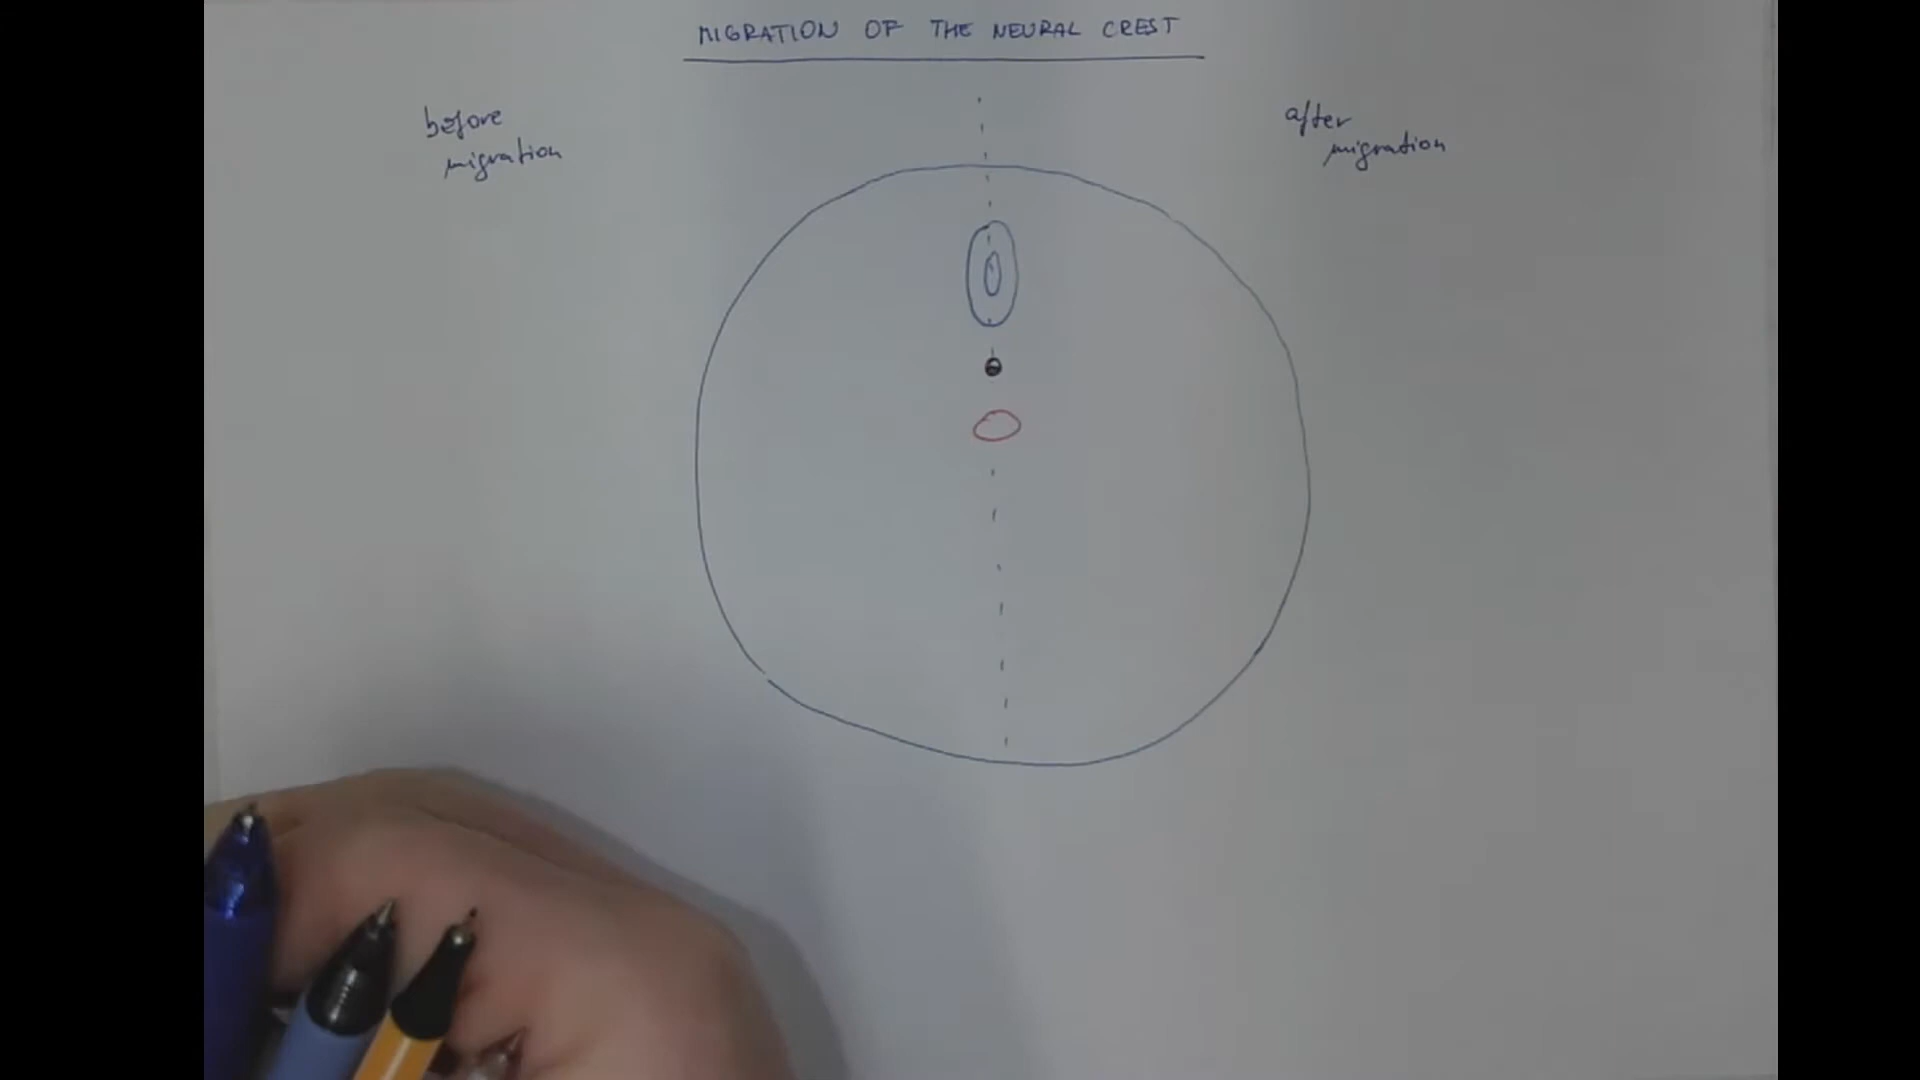 MIGRATION OF THE NEURAL CREST
before
migration
after
migration